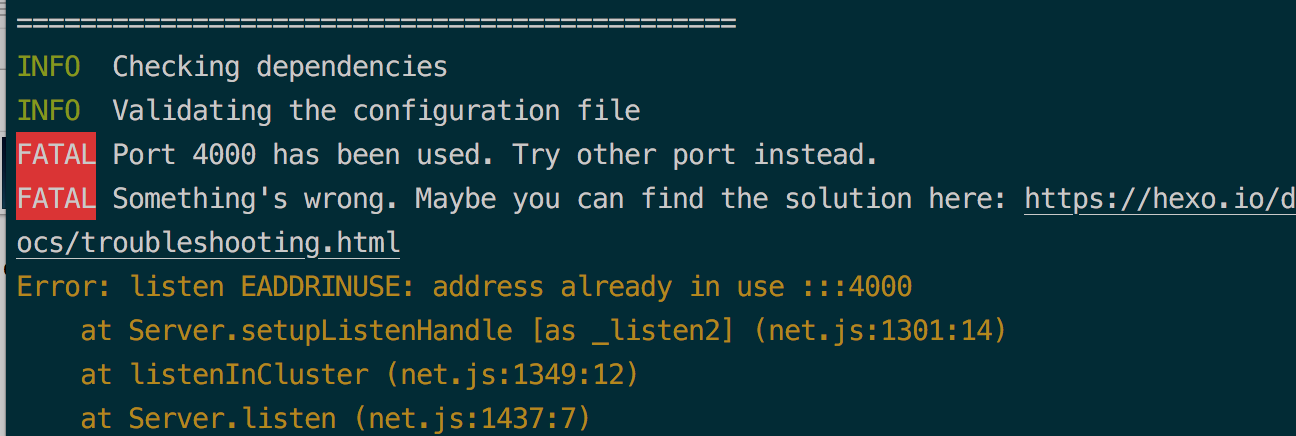 =============================================
INFO  Checking dependencies
INFO  Validating the configuration file
FATAL Port 4000 has been used. Try other port instead.
FATAL Something's wrong. Maybe you can find the solution here: https://hexo.io/d
ocs/troubleshooting.html
Error: listen EADDRINUSE: address already in use :::4000
    at Server.setupListenHandle [as _listen2] (net.js:1301:14)
    at listenInCluster (net.js:1349:12)
    at Server.listen (net.js:1437:7)